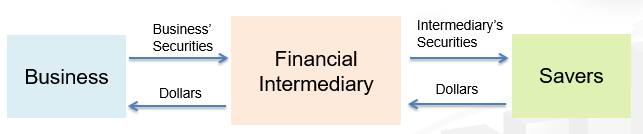 Business
Business'
Securities
Dollars
Financial
Intermediary
Intermediary's
Securities
Dollars
Savers